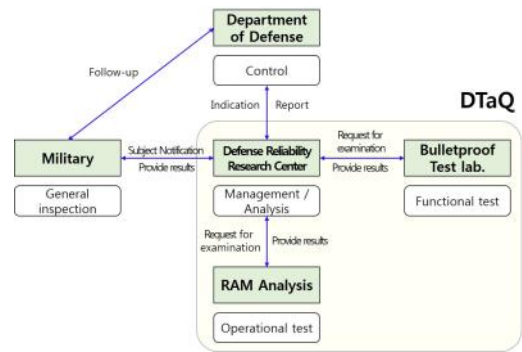 Department
of Defense
Control
Follow-up
Indication
Report
DTaQ
Military
General
inspection
Subject Notification
Provide results
Defense Reliability
Research Center
Management /
Analysis
Request for
examination
Provide results
Bulletproof
Test lab.
Functional test
Request for
examination
Provide results
RAM Analysis
Operational test